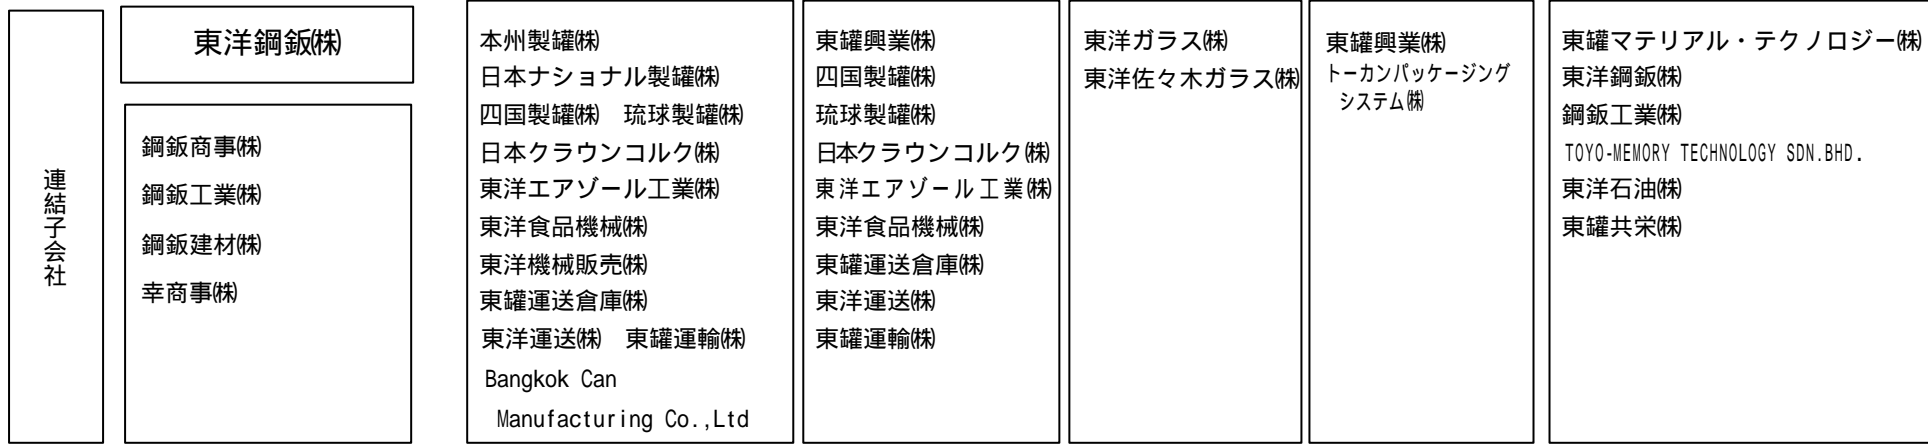 連結子会社
東洋鋼鈑㈱
鋼鈑商事㈱
鋼鈑工業㈱
鋼鈑建材㈱
幸商事㈱
本州製罐㈱
日本ナショナル製罐㈱
四国製罐㈱　琉球製罐㈱
日本クラウンコルク㈱
東洋エアゾール工業㈱
東洋食品機械㈱
東洋機械販売㈱
東罐運送倉庫㈱
東洋運送㈱　東罐運輸㈱
Bangkok Can
Manufacturing Co.,Ltd
東罐興業㈱
四国製罐㈱
琉球製罐㈱
日本クラウンコルク㈱
東洋エアゾール工業㈱
東洋食品機械㈱
東罐運送倉庫㈱
東洋運送㈱
東罐運輸㈱
東洋ガラス㈱
東洋佐々木ガラス㈱
東罐興業㈱
トーカンパッケージング
システム㈱
東罐マテリアル・テクノロジー㈱
東洋鋼鈑㈱
鋼鈑工業㈱
TOYO-MEMORY TECHNOLOGY SDN.BHD.
東洋石油㈱
東罐共栄㈱